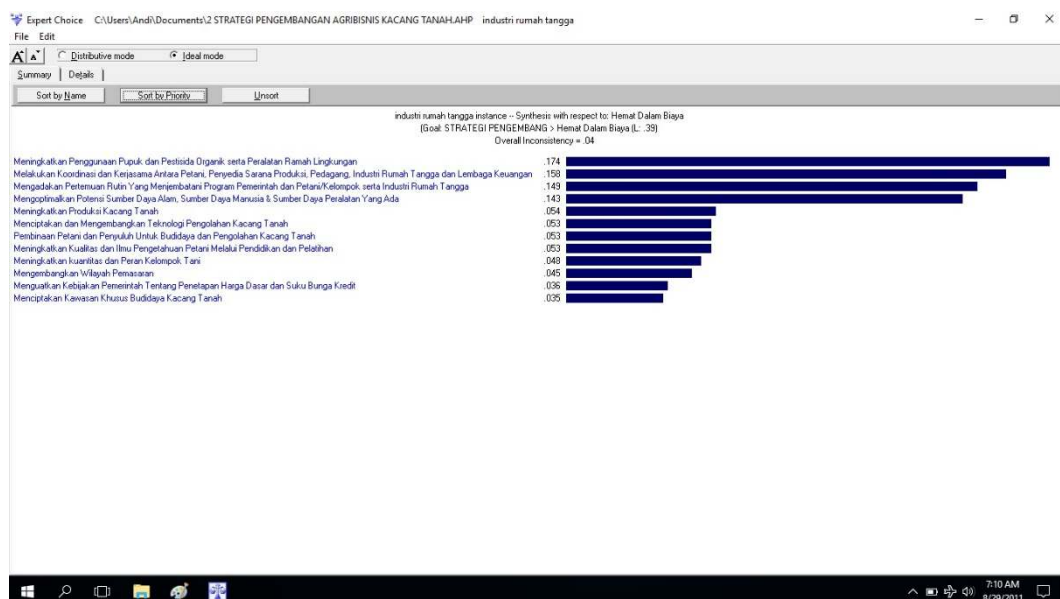 Expert Choice C:\Users\Andi\Documents\2 STRATEGI PENGEMBANGAN AGRIBISNIS KACANG TANAH.AHP industri rumah tangga
File Edit
A A Distributive mode Ideal mode
Summary Details
Sort by Name Sort by Priority Unsort
industri rumah tangga instance -- Synthesis with respect to: Hemat Dalam Biaya
(Goal: STRATEGI PENGEMBANG > Hemat Dalam Biaya (L: .39)
Overall Inconsistency = .04
Meningkatkan Penggunaan Pupuk dan Pestisida Organik serta Peralatan Ramah Lingkungan .174
Melakukan Koordinasi dan Kerjasama Antara Petani, Penyedia Sarana Produksi, Pedagang, Industri Rumah Tangga dan Lembaga Keuangan .158
Mengadakan Pertemuan Rutin Yang Menjembatani Program Pemerintah dan Petani/Kelompok serta Industri Rumah Tangga .149
Mengoptimalkan Potensi Sumber Daya Alam, Sumber Daya Manusia & Sumber Daya Peralatan Yang Ada .143
Meningkatkan Produksi Kacang Tanah .054
Menciptakan dan Mengembangkan Teknologi Pengolahan Kacang Tanah .053
Pembinaan Petani dan Penyuluh Untuk Budidaya dan Pengolahan Kacang Tanah .053
Meningkatkan Kualitas dan Ilmu Pengetahuan Petani Melalui Pendidikan dan Pelatihan .053
Meningkatkan kuantitas dan Peran Kelompok Tani .048
Mengembangkan Wilayah Pemasaran .045
Menguatkan Kebijakan Pemerintah Tentang Penetapan Harga Dasar dan Suku Bunga Kredit .036
Menciptakan Kawasan Khusus Budidaya Kacang Tanah .035
7:10 AM
8/29/2011